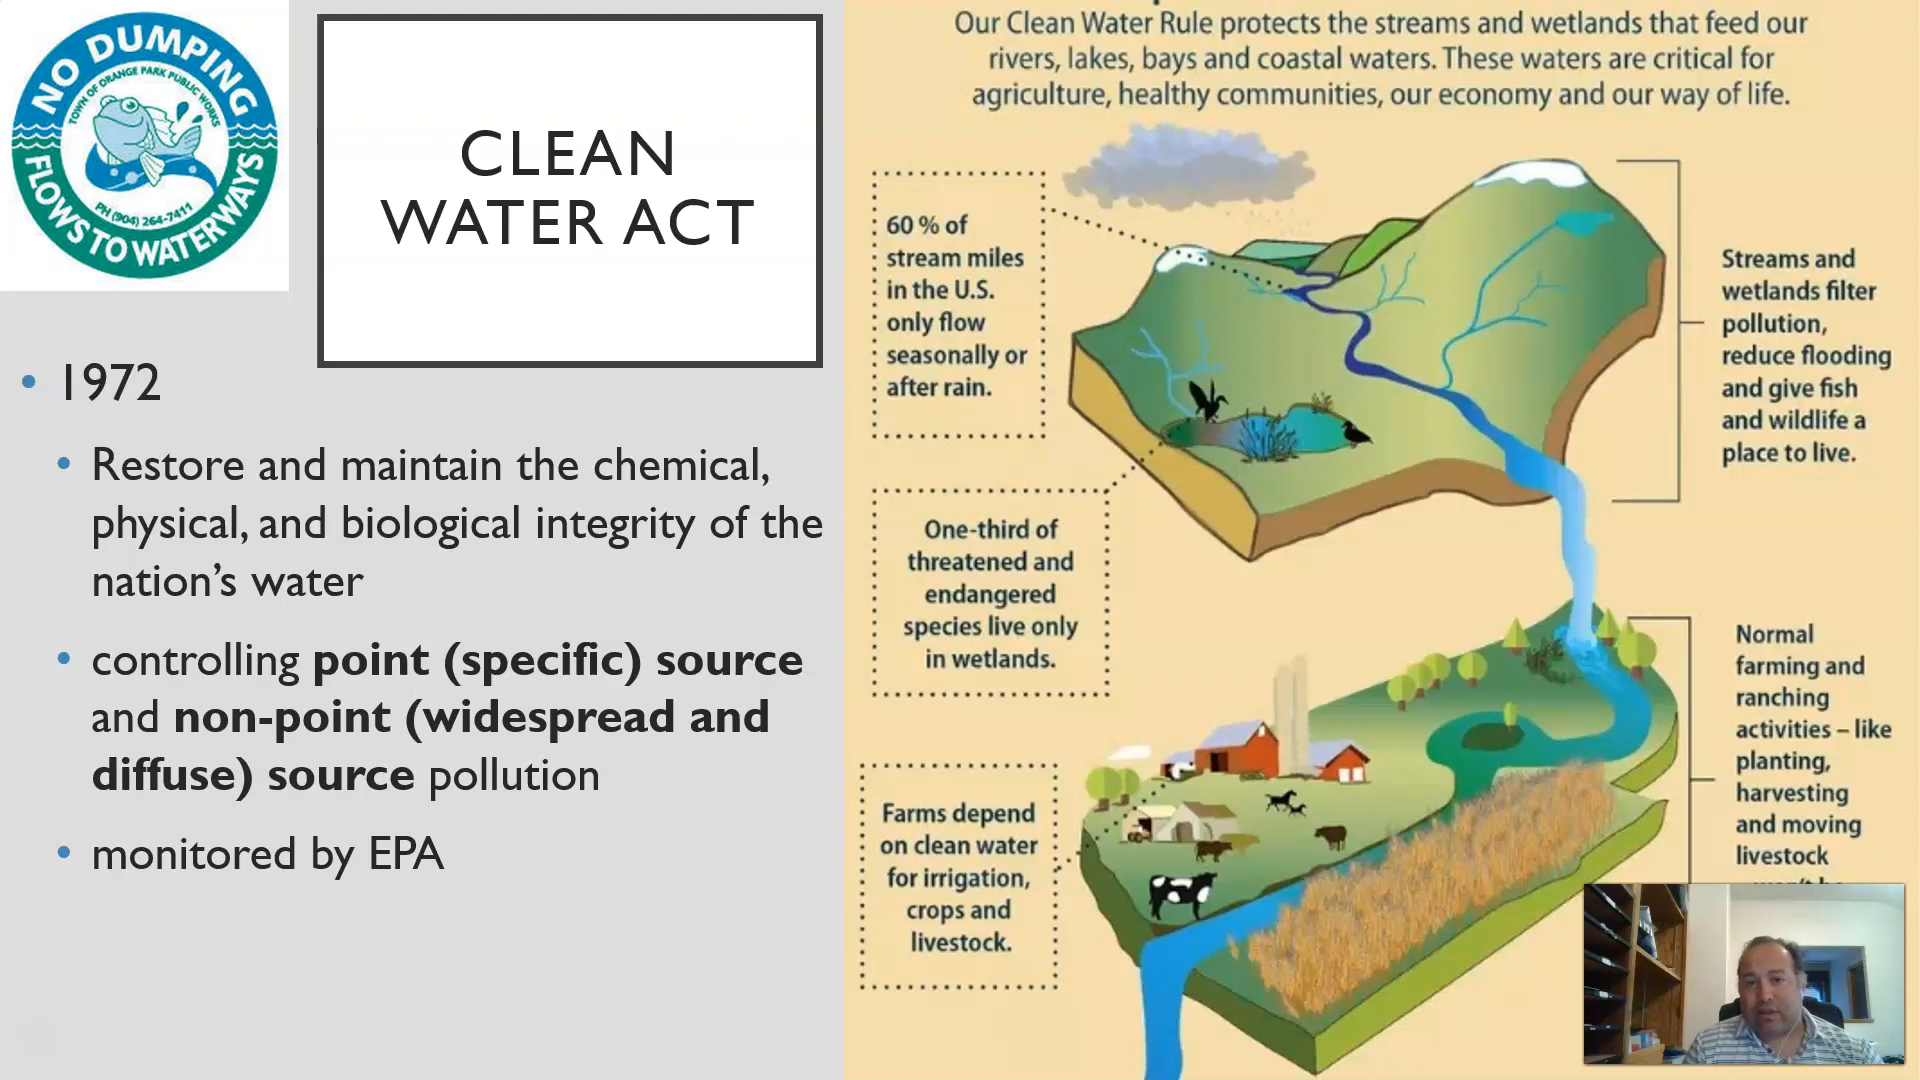 NO DUMPING
TOWN OF ORANGE PARK PUBLIC WORKS
PH (904) 264-7411
FLOWS TO WATERWAYS
CLEAN
WATER ACT
• 1972
• Restore and maintain the chemical,
physical, and biological integrity of the
nation's water
• controlling point (specific) source
and non-point (widespread and
diffuse) source pollution
• monitored by EPA
Our Clean Water Rule protects the streams and wetlands that feed our
rivers, lakes, bays and coastal waters. These waters are critical for
agriculture, healthy communities, our economy and our way of life.
60 % of
stream miles
in the U.S.
only flow
seasonally or
after rain.
One-third of
threatened and
endangered
species live only
in wetlands.
Farms depend
on clean water
for irrigation,
crops and
livestock.
Streams and
wetlands filter
pollution,
reduce flooding
and give fish
and wildlife a
place to live.
Normal
farming and
ranching
activities – like
planting,
harvesting
and moving
livestock